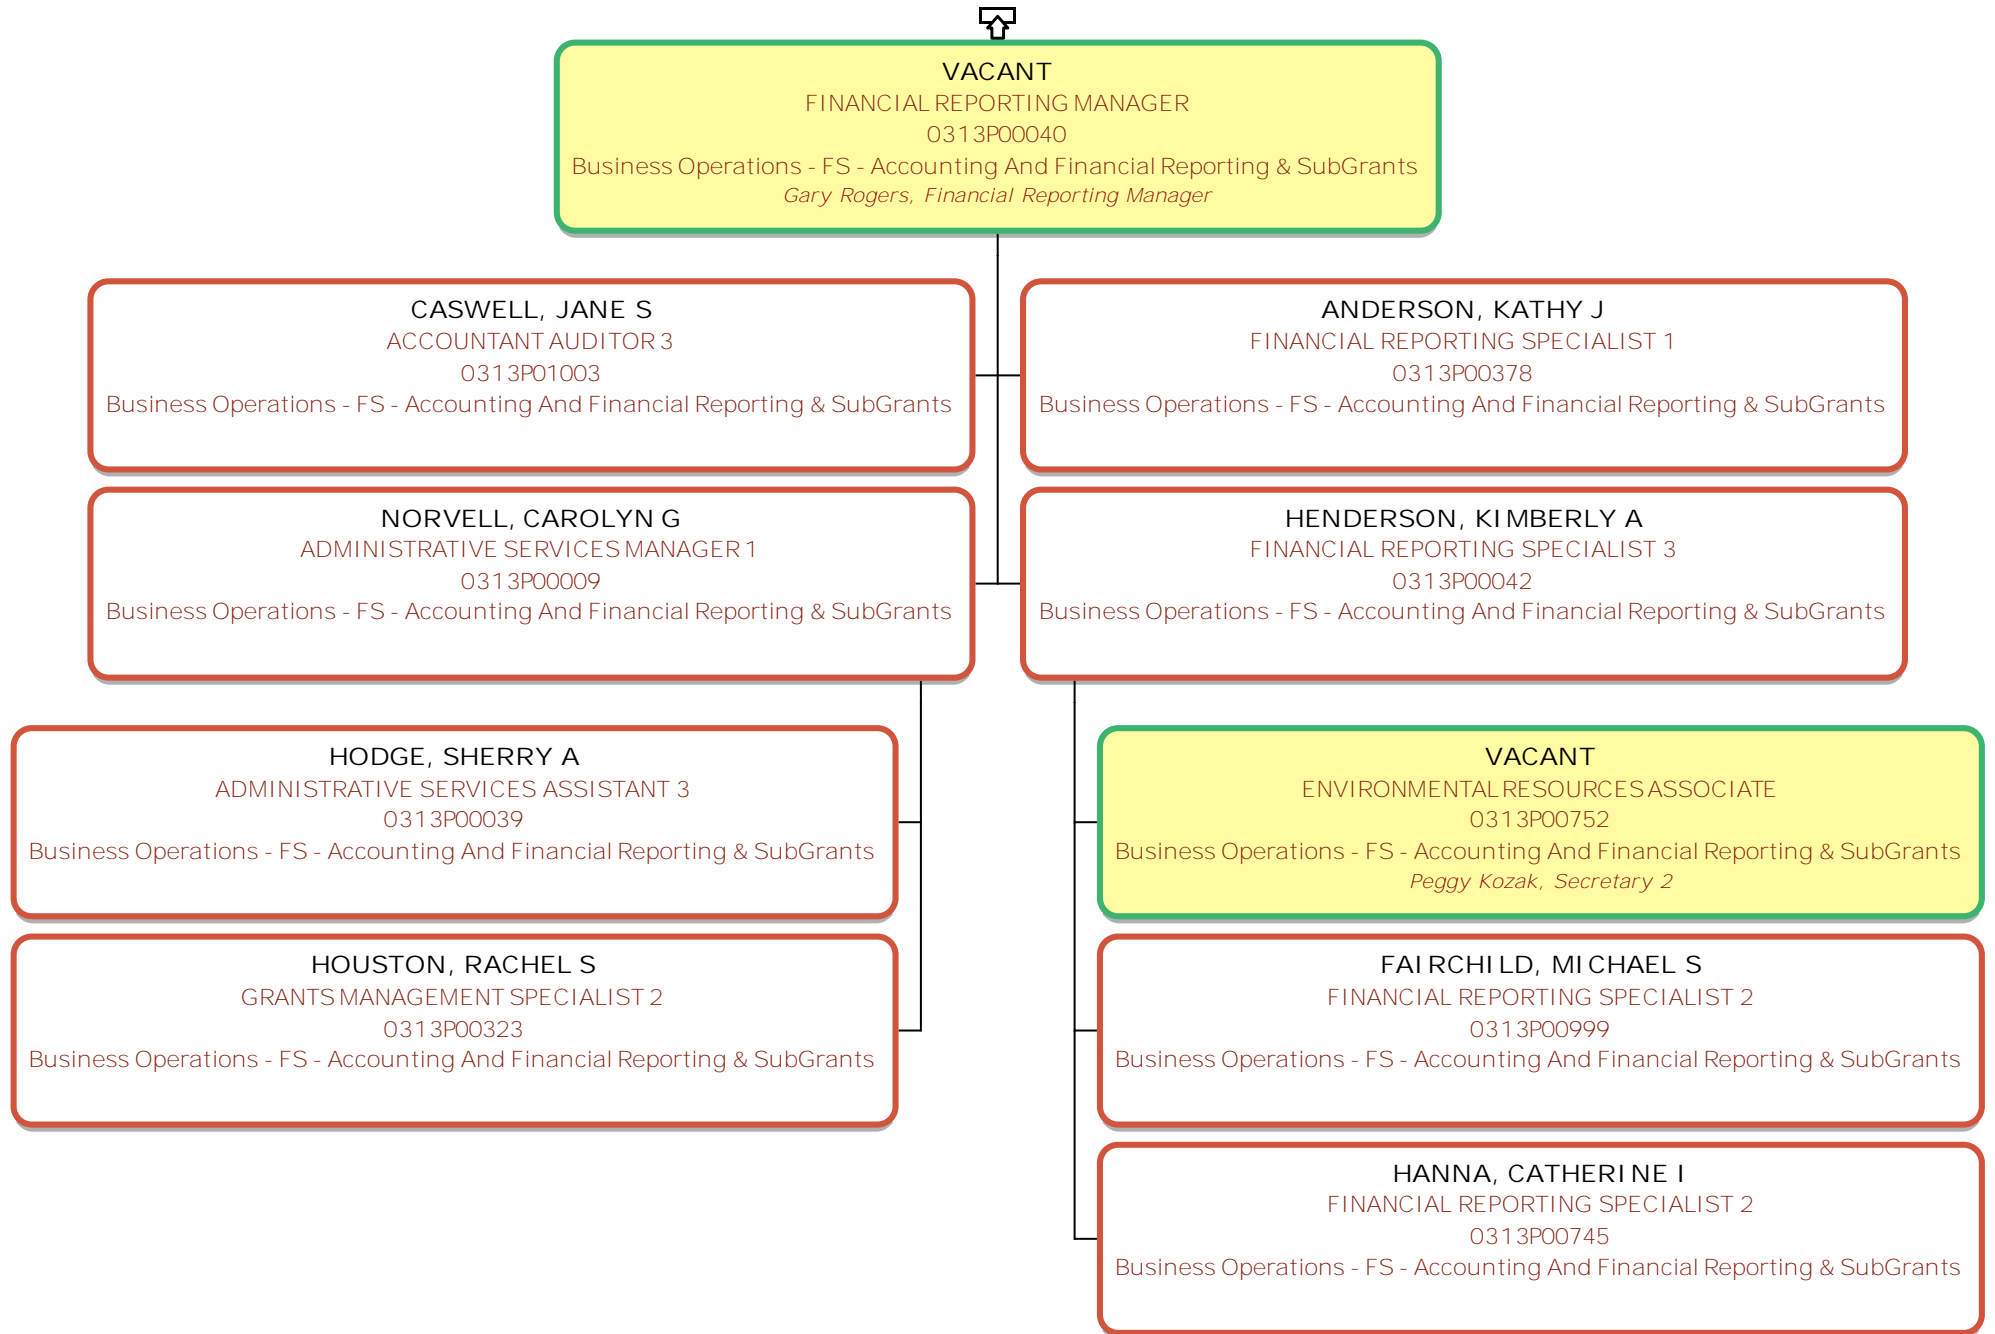 VACANT
FINANCIAL REPORTING MANAGER
0313P00040
Business Operations - FS - Accounting And Financial Reporting & SubGrants
Gary Rogers, Financial Reporting Manager
CASWELL, JANE S
ACCOUNTANT AUDITOR 3
0313P01003
Business Operations - FS - Accounting And Financial Reporting & SubGrants
ANDERSON, KATHY J
FINANCIAL REPORTING SPECIALIST 1
0313P00378
Business Operations - FS - Accounting And Financial Reporting & SubGrants
NORVELL, CAROLYN G
ADMINISTRATIVE SERVICES MANAGER 1
0313P00009
Business Operations - FS - Accounting And Financial Reporting & SubGrants
HENDERSON, KIMBERLY A
FINANCIAL REPORTING SPECIALIST 3
0313P00042
Business Operations - FS - Accounting And Financial Reporting & SubGrants
HODGE, SHERRY A
ADMINISTRATIVE SERVICES ASSISTANT 3
0313P00039
Business Operations - FS - Accounting And Financial Reporting & SubGrants
HOUSTON, RACHEL S
GRANTS MANAGEMENT SPECIALIST 2
0313P00323
Business Operations - FS - Accounting And Financial Reporting & SubGrants
VACANT
ENVIRONMENTAL RESOURCES ASSOCIATE
0313P00752
Business Operations - FS - Accounting And Financial Reporting & SubGrants
Peggy Kozak, Secretary 2
FAIRCHILD, MICHAEL S
FINANCIAL REPORTING SPECIALIST 2
0313P00999
Business Operations - FS - Accounting And Financial Reporting & SubGrants
HANNA, CATHERINE I
FINANCIAL REPORTING SPECIALIST 2
0313P00745
Business Operations - FS - Accounting And Financial Reporting & SubGrants